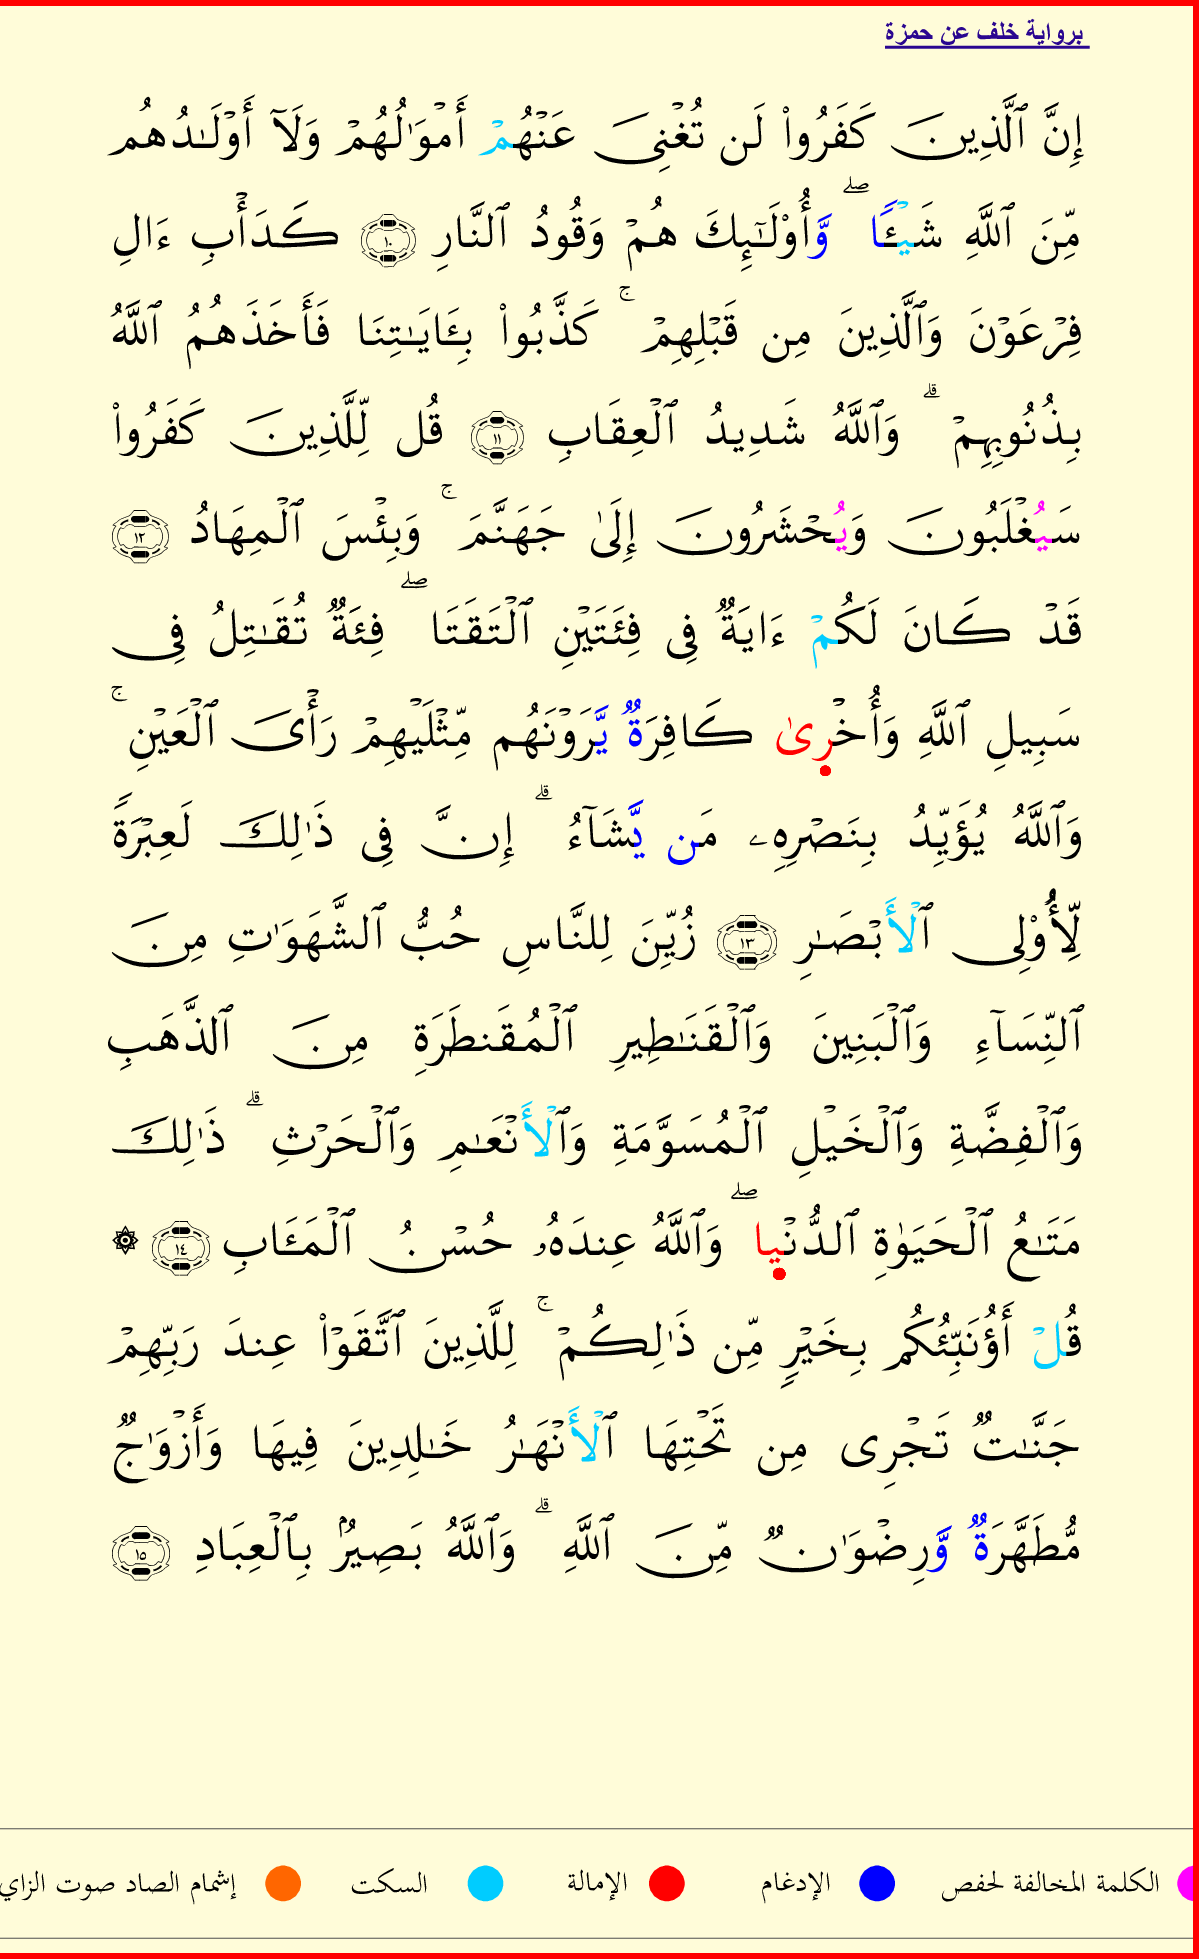 برواية خلف عن حمزة
إِنَّ ٱلَّذِينَ كَفَرُوا۟ لَن تُغْنِىَ عَنْهُمْ أَمْوَٰلُهُمْ وَلَآ أَوْلَـٰدُهُم
مِّنَ ٱللَّهِ شَيْـًٔا ۖ وَّأُو۟لَـٰٓئِكَ هُمْ وَقُودُ ٱلنَّارِ ١٠ كَدَأْبِ ءَالِ
فِرْعَوْنَ وَٱلَّذِينَ مِن قَبْلِهِمْ ۚ كَذَّبُوا۟ بِـَٔايَـٰتِنَا فَأَخَذَهُمُ ٱللَّهُ
بِذُنُوبِهِمْ ۗ وَٱللَّهُ شَدِيدُ ٱلْعِقَابِ ١١ قُل لِّلَّذِينَ كَفَرُوا۟
سَيُغْلَبُونَ وَيُحْشَرُونَ إِلَىٰ جَهَنَّمَ ۚ وَبِئْسَ ٱلْمِهَادُ ١٢
قَدْ كَانَ لَكُمْ ءَايَةٌ فِى فِئَتَيْنِ ٱلْتَقَتَا ۖ فِئَةٌ تُقَـٰتِلُ فِى
سَبِيلِ ٱللَّهِ وَأُخْرِىٰ كَافِرَةٌ يَّرَوْنَهُم مِّثْلَيْهِمْ رَأْىَ ٱلْعَيْنِ ۚ
وَٱللَّهُ يُؤَيِّدُ بِنَصْرِهِۦ مَن يَّشَآءُ ۗ إِنَّ فِى ذَٰلِكَ لَعِبْرَةً
لِّأُو۟لِى ٱلْأَبْصَـٰرِ ١٣ زُيِّنَ لِلنَّاسِ حُبُّ ٱلشَّهَوَٰتِ مِنَ
ٱلنِّسَآءِ وَٱلْبَنِينَ وَٱلْقَنَـٰطِيرِ ٱلْمُقَنطَرَةِ مِنَ ٱلذَّهَبِ
وَٱلْفِضَّةِ وَٱلْخَيْلِ ٱلْمُسَوَّمَةِ وَٱلْأَنْعَـٰمِ وَٱلْحَرْثِ ۗ ذَٰلِكَ
مَتَـٰعُ ٱلْحَيَوٰةِ ٱلدُّنْيا ۖ وَٱللَّهُ عِندَهُۥ حُسْنُ ٱلْمَـَٔابِ ١٤ ۞
قُلْ أَؤُنَبِّئُكُم بِخَيْرٍ مِّن ذَٰلِكُمْ ۚ لِلَّذِينَ ٱتَّقَوْا۟ عِندَ رَبِّهِمْ
جَنَّـٰتٌ تَجْرِى مِن تَحْتِهَا ٱلْأَنْهَـٰرُ خَـٰلِدِينَ فِيهَا وَأَزْوَٰجٌ
مُّطَهَّرَةٌ وَّرِضْوَٰنٌ مِّنَ ٱللَّهِ ۗ وَٱللَّهُ بَصِيرٌۢ بِٱلْعِبَادِ ١٥
الكلمة المخالفة لحفص الإدغام الإمالة السكت إشمام الصاد صوت الزاي